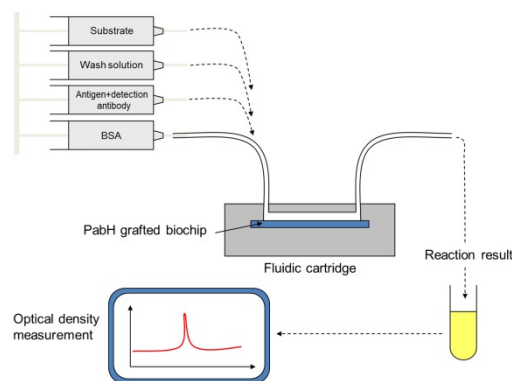 Substrate
Wash solution
Antigen+detection
antibody
BSA
PabH grafted biochip
Fluidic cartridge
Reaction result
Optical density
measurement